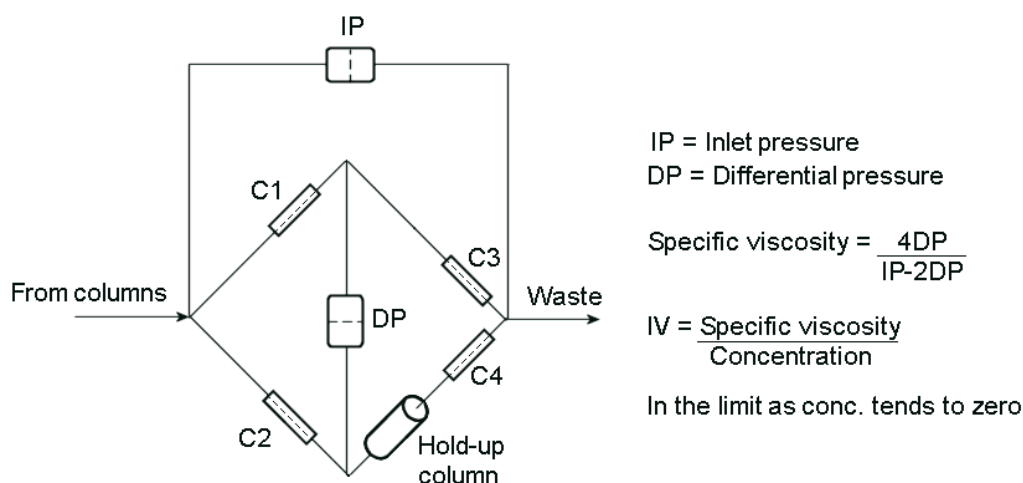 IP
C1
C3
From columns
DP
Waste
C4
C2
Hold-up
column
IP = Inlet pressure
DP = Differential pressure
Specific viscosity = 4DP
IP-2DP
IV = Specific viscosity
Concentration
In the limit as conc. tends to zero